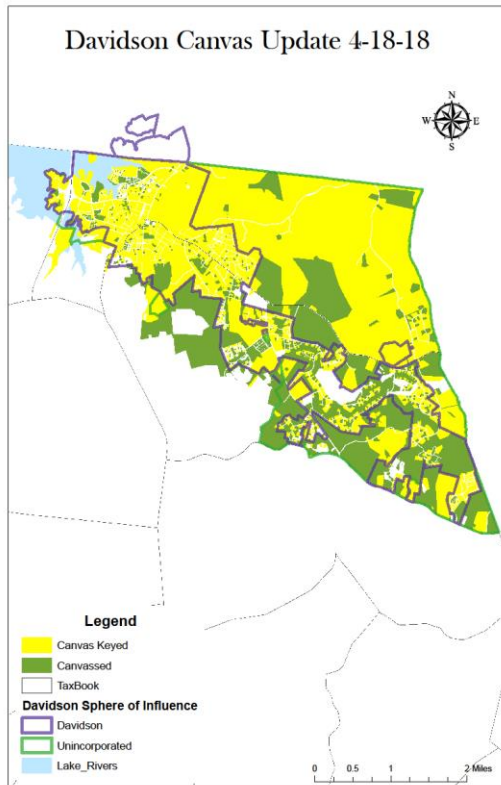 Davidson Canvas Update 4-18-18
N
W E
S
Legend
Canvas Keyed
Canvassed
TaxBook
Davidson Sphere of Influence
Davidson
Unincorporated
Lake_Rivers
0 0.5 1 2 Miles